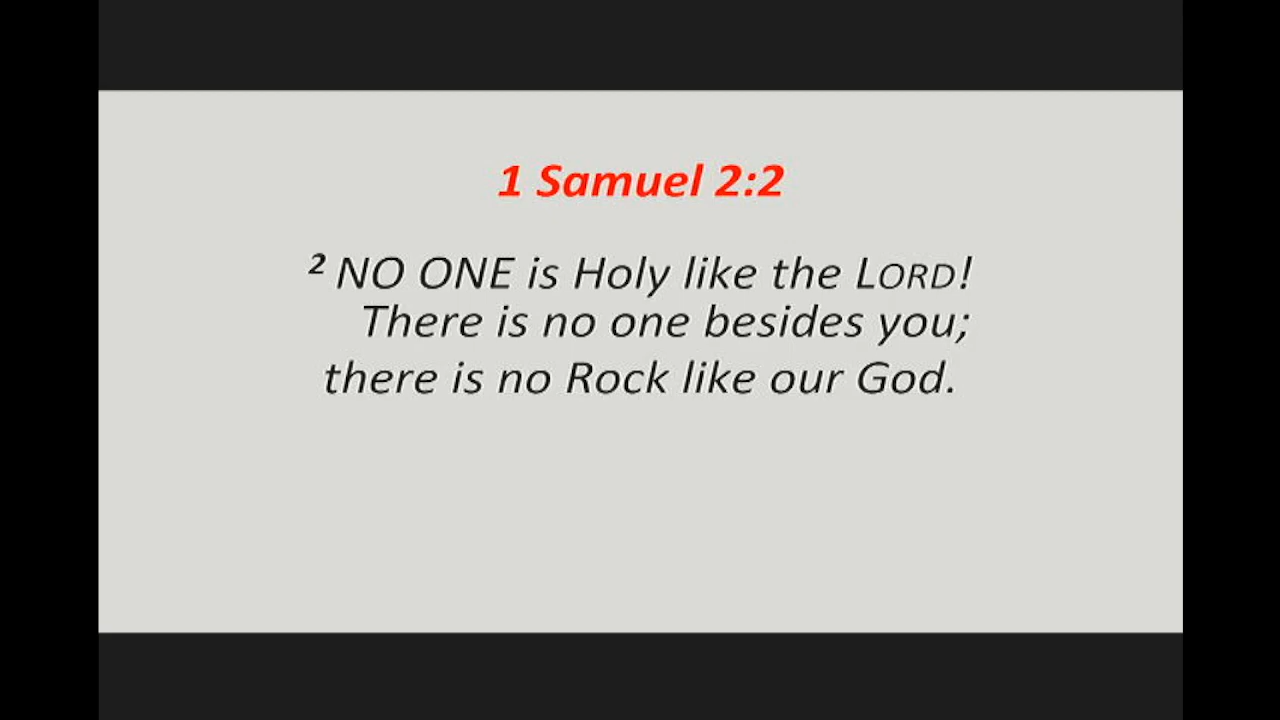 1 Samuel 2:2
² NO ONE is Holy like the LORD!
There is no one besides you;
there is no Rock like our God.